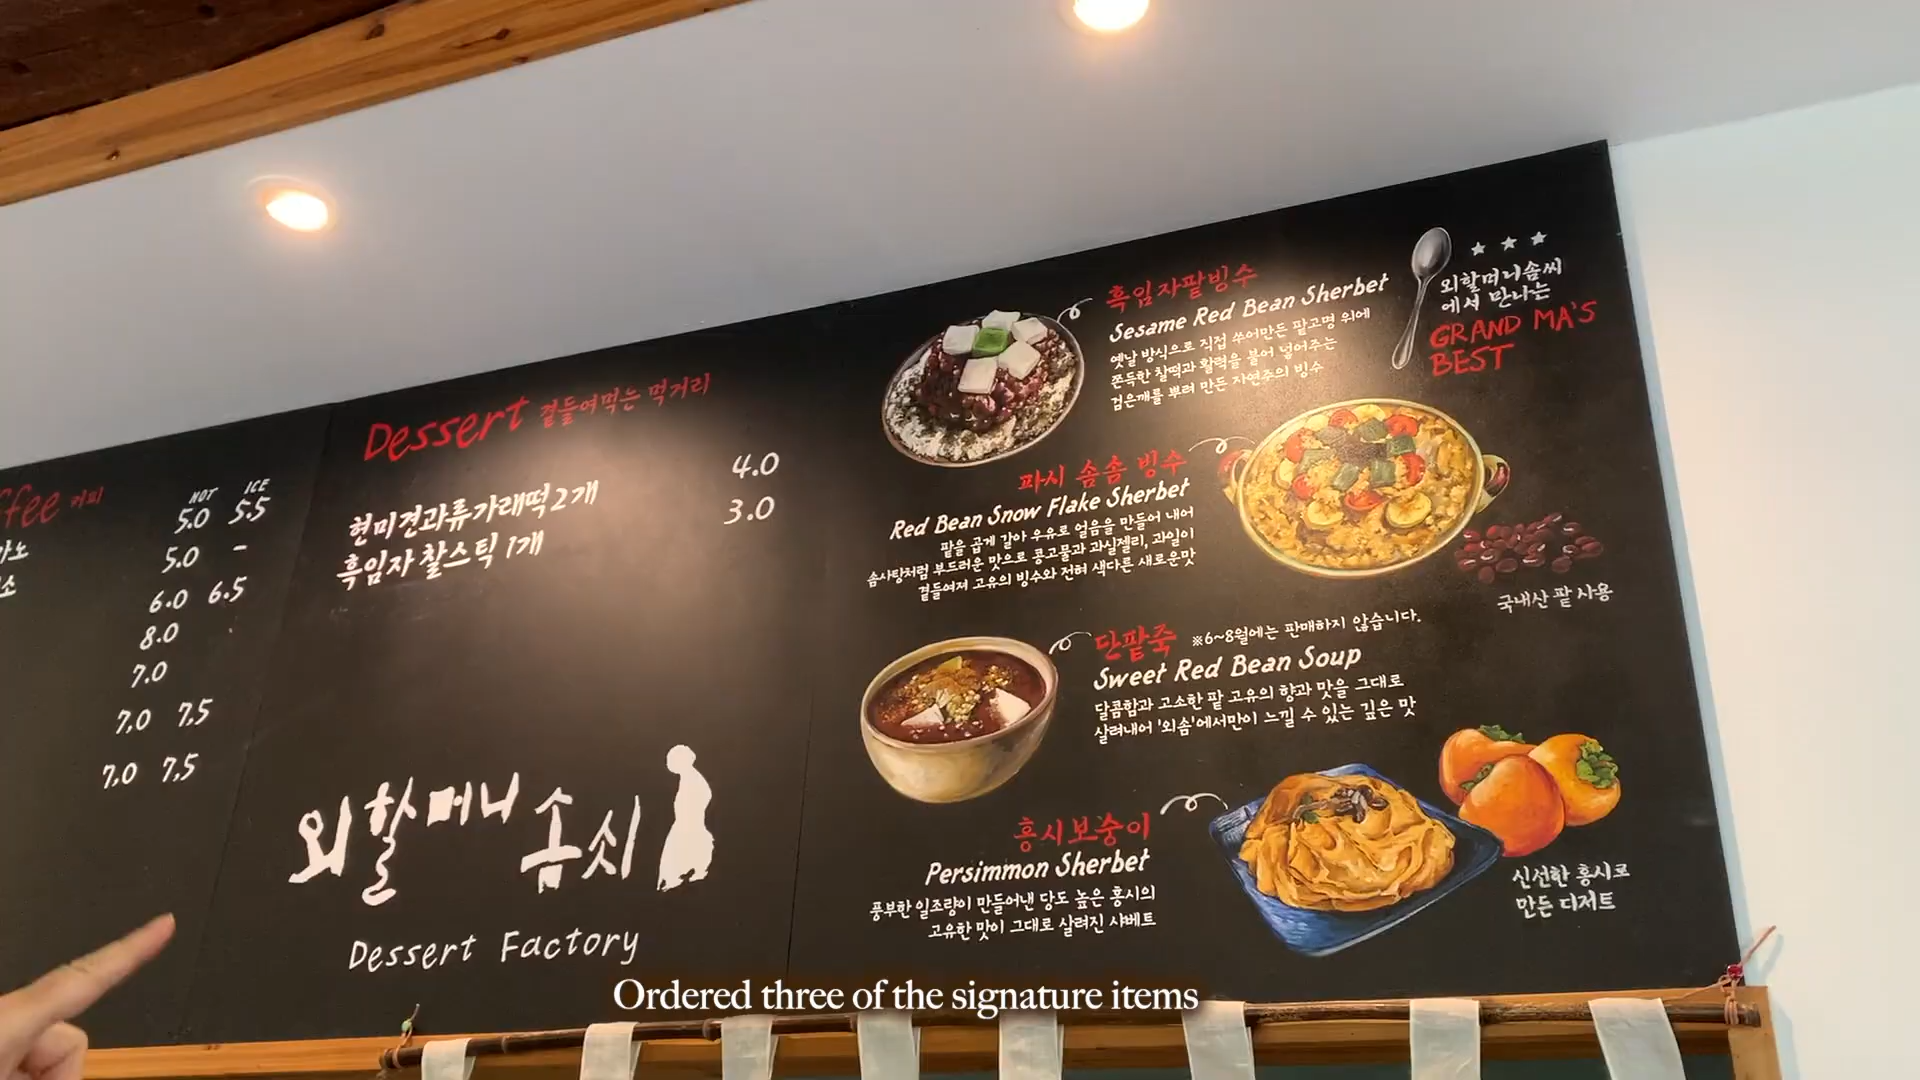 커피
HOT ICE
5.0 5.5
5.0 -
6.0 6.5
8.0
7.0
7.0 7.5
7.0 7.5
Dessert 곁들여먹는 먹거리
현미견과류가래떡2개 4.0
흑임자찰스틱 1개 3.0
외할머니솜씨
Dessert Factory
흑임자팥빙수
Sesame Red Bean Sherbet
옛날 방식으로 직접 쑤어만든 팥고명 위에
쫀득한 찰떡과 활력을 불어 넣어주는
검은깨를 뿌려 만든 자연주의 빙수
외할머니솜씨
에서 만나는
GRAND MA'S
BEST
파시 솜솜 빙수
Red Bean Snow Flake Sherbet
팥을 곱게 갈아 우유로 얼음을 만들어 내어
솜사탕처럼 부드러운 맛으로 콩고물과 과실젤리, 과일이
곁들여져 고유의 빙수와 전혀 색다른 새로운맛
국내산 팥 사용
단팥죽 ※6~8월에는 판매하지 않습니다.
Sweet Red Bean Soup
달콤함과 고소한 팥 고유의 향과 맛을 그대로
살려내어 '외솜'에서만이 느낄 수 있는 깊은 맛
홍시보숭이
Persimmon Sherbet
풍부한 일조량이 만들어낸 당도 높은 홍시의
고유한 맛이 그대로 살려진 샤베트
신선한 홍시로
만든 디저트
Ordered three of the signature items